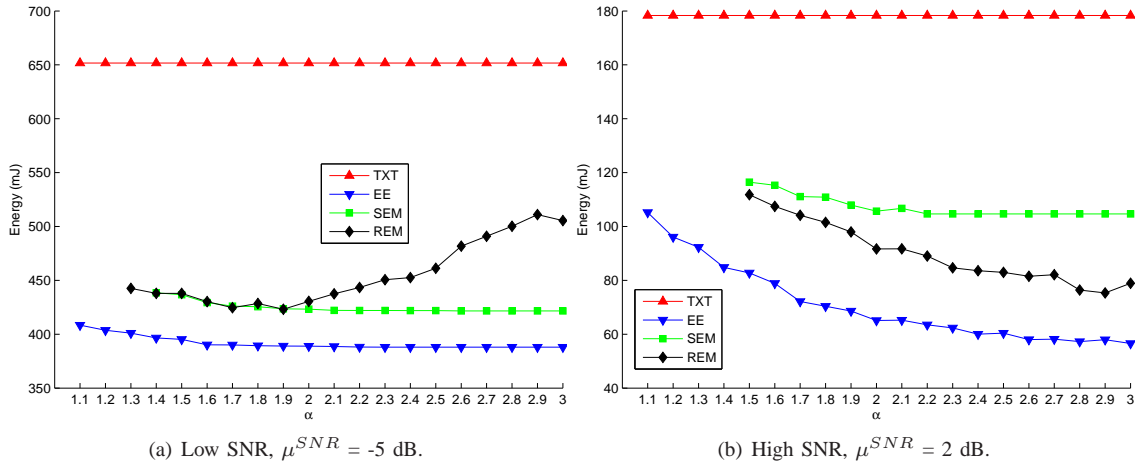 700
650
600
550
500
450
400
350
Energy (mJ)
TXT
EE
SEM
REM
1.1 1.2 1.3 1.4 1.5 1.6 1.7 1.8 1.9 2 2.1 2.2 2.3 2.4 2.5 2.6 2.7 2.8 2.9 3
α
(a) Low SNR, μ^SNR = -5 dB.
180
160
140
120
100
80
60
40
Energy (mJ)
TXT
EE
SEM
REM
1.1 1.2 1.3 1.4 1.5 1.6 1.7 1.8 1.9 2 2.1 2.2 2.3 2.4 2.5 2.6 2.7 2.8 2.9 3
α
(b) High SNR, μ^SNR = 2 dB.